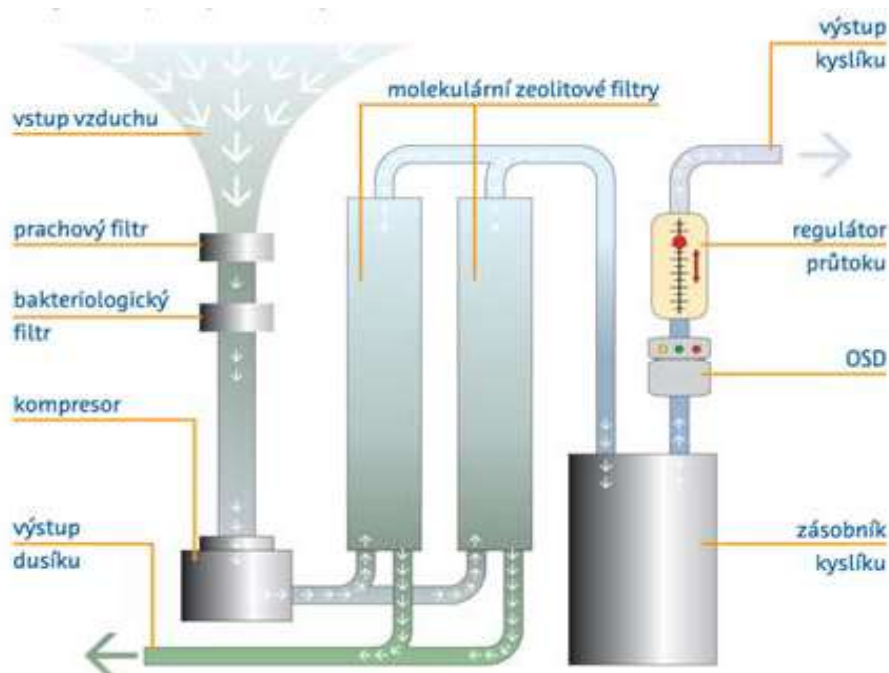 výstup
kyslíku
molekulární zeolitové filtry
vstup vzduchu
prachový filtr
regulátor
průtoku
bakteriologický
filtr
OSD
kompresor
výstup
dusíku
zásobník
kyslíku